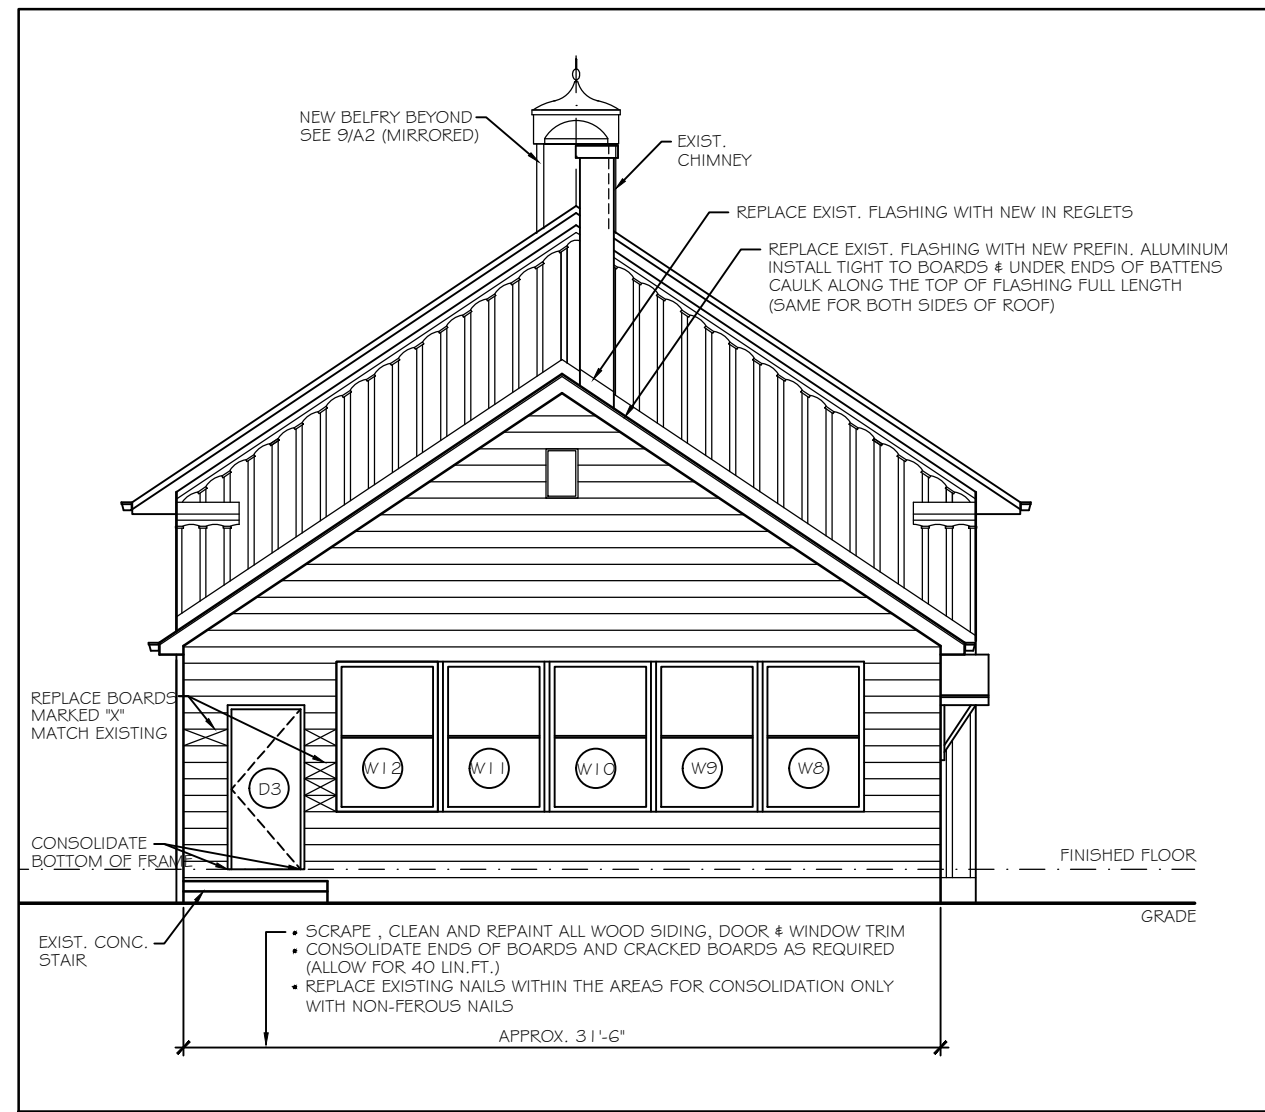 NEW BELFRY BEYOND
SEE 9/A2 (MIRRORED)
EXIST.
CHIMNEY
REPLACE EXIST. FLASHING WITH NEW IN REGLETS
REPLACE EXIST. FLASHING WITH NEW PREFIN. ALUMINUM
INSTALL TIGHT TO BOARDS & UNDER ENDS OF BATTENS
CAULK ALONG THE TOP OF FLASHING FULL LENGTH
(SAME FOR BOTH SIDES OF ROOF)
REPLACE BOARDS
MARKED "X"
MATCH EXISTING
D3
W12
W11
W10
W9
W8
CONSOLIDATE
BOTTOM OF FRAME
FINISHED FLOOR
GRADE
EXIST. CONC.
STAIR
• SCRAPE , CLEAN AND REPAINT ALL WOOD SIDING, DOOR & WINDOW TRIM
• CONSOLIDATE ENDS OF BOARDS AND CRACKED BOARDS AS REQUIRED
(ALLOW FOR 40 LIN.FT.)
• REPLACE EXISTING NAILS WITHIN THE AREAS FOR CONSOLIDATION ONLY
WITH NON-FEROUS NAILS
APPROX. 31'-6"